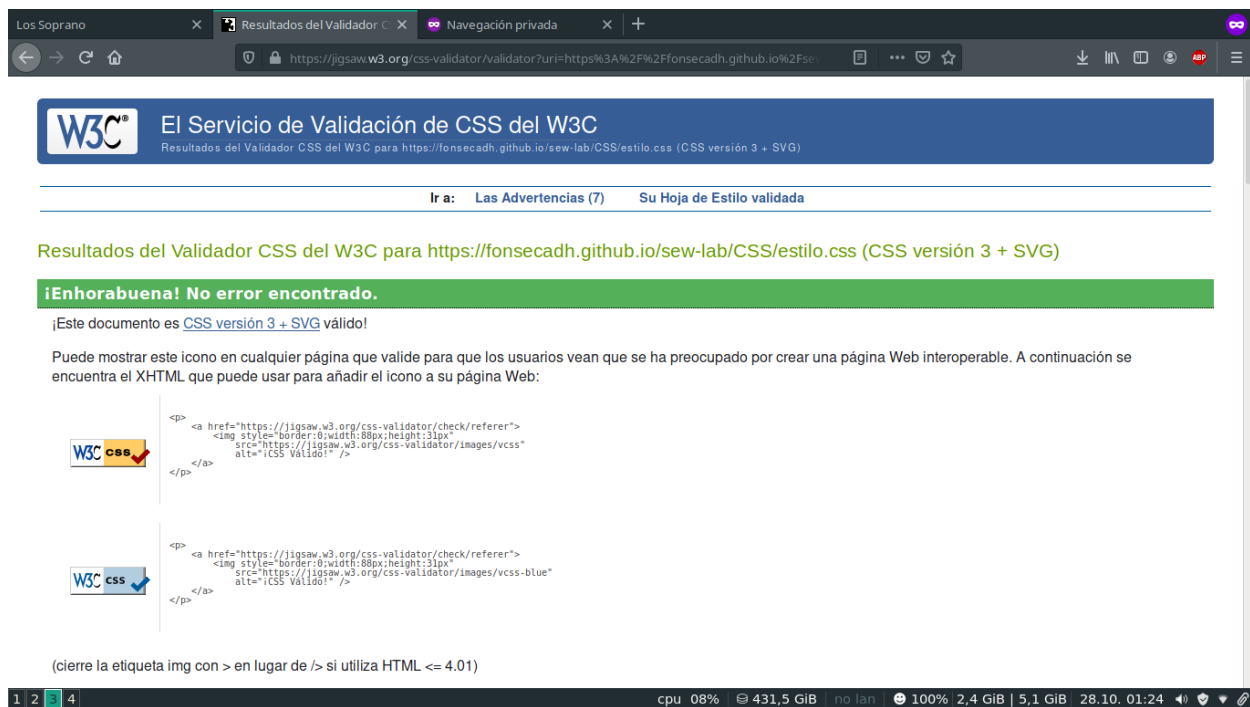 Los Soprano
Resultados del Validador C
Navegación privada
https://jigsaw.w3.org/css-validator/validator?uri=https%3A%2F%2Ffonsecadh.github.io%2Fsev
ABP
W3C®
El Servicio de Validación de CSS del W3C
Resultados del Validador CSS del W3C para https://fonsecadh.github.io/sew-lab/CSS/estilo.css (CSS versión 3 + SVG)
Ir a: Las Advertencias (7) Su Hoja de Estilo validada
Resultados del Validador CSS del W3C para https://fonsecadh.github.io/sew-lab/CSS/estilo.css (CSS versión 3 + SVG)
¡Enhorabuena! No error encontrado.
¡Este documento es CSS versión 3 + SVG válido!
Puede mostrar este icono en cualquier página que valide para que los usuarios vean que se ha preocupado por crear una página Web interoperable. A continuación se
encuentra el XHTML que puede usar para añadir el icono a su página Web:
W3C css
<p>
<a href="https://jigsaw.w3.org/css-validator/check/referer">
<img style="border:0;width:88px;height:31px"
src="https://jigsaw.w3.org/css-validator/images/vcss"
alt="¡CSS Válido!" />
</a>
</p>
W3C css
<p>
<a href="https://jigsaw.w3.org/css-validator/check/referer">
<img style="border:0;width:88px;height:31px"
src="https://jigsaw.w3.org/css-validator/images/vcss-blue"
alt="¡CSS Válido!" />
</a>
</p>
(cierre la etiqueta img con > en lugar de /> si utiliza HTML <= 4.01)
1 2 3 4 cpu 08% 431,5 GiB no lan 100% 2,4 GiB | 5,1 GiB 28.10. 01:24